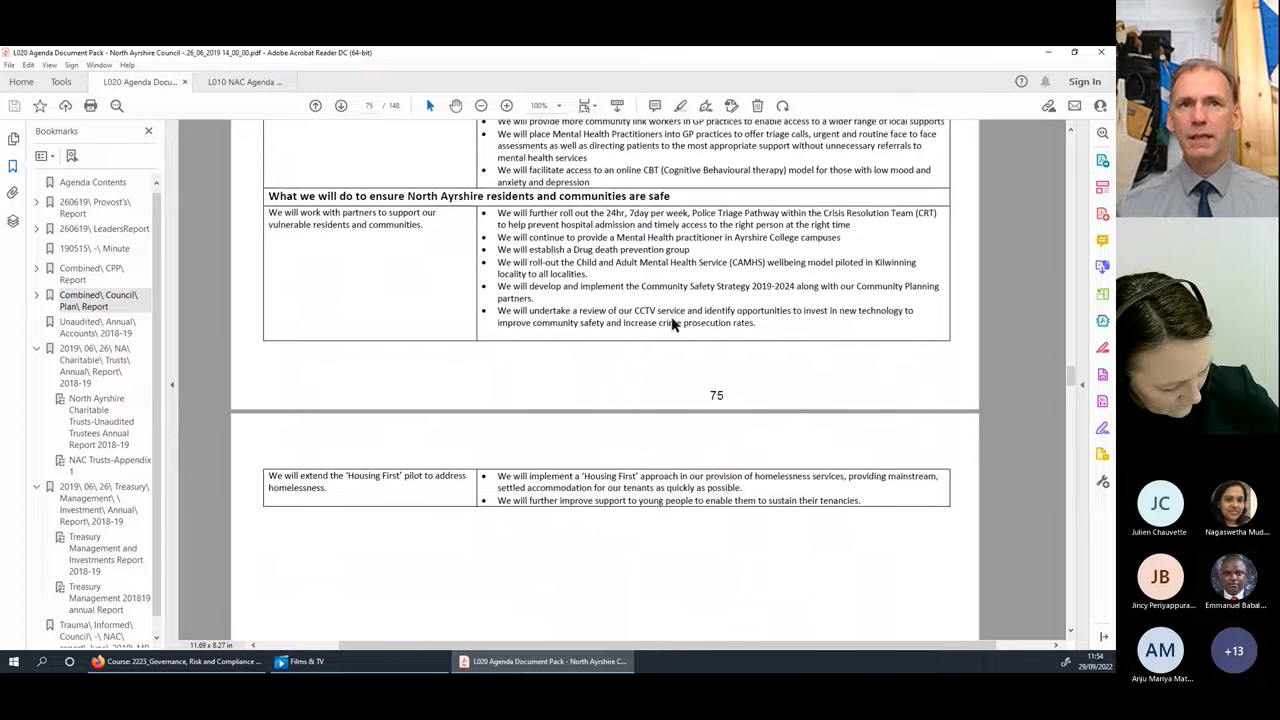 L020 Agenda Document Pack - North Ayrshire Council - 26_06_2019 14_00_00.pdf - Adobe Acrobat Reader DC (64-bit)
File Edit View Sign Window Help
Home Tools L020 Agenda Docu... × L010 NAC Agenda ... Sign In
75 / 148 100%
Bookmarks
Agenda Contents
260619\ Provost's\
Report
260619\ LeadersReport
190515\ -\ Minute
Combined\ CPP\
Report
Combined\ Council\
Plan\ Report
Unaudited\ Annual\
Accounts\ 2018-19
2019\ 06\ 26\ NA\
Charitable\ Trusts\
Annual\ Report\
2018-19
North Ayrshire
Charitable
Trusts-Unaudited
Trustees Annual
Report 2018-19
NAC Trusts-Appendix
1
2019\ 06\ 26\ Treasury\
Management\ \
Investment\ Annual\
Report\ 2018-19
Treasury
Management and
Investments Report
2018-19
Treasury
Management 201819
annual Report
Trauma\ Informed\
Council\ -\ NAC\
• We will provide more community link workers in GP practices to enable access to a wider range of local supports
• We will place Mental Health Practitioners into GP practices to offer triage calls, urgent and routine face to face
assessments as well as directing patients to the most appropriate support without unnecessary referrals to
mental health services
• We will facilitate access to an online CBT (Cognitive Behavioural therapy) model for those with low mood and
anxiety and depression
What we will do to ensure North Ayrshire residents and communities are safe
We will work with partners to support our
vulnerable residents and communities.
• We will further roll out the 24hr, 7day per week, Police Triage Pathway within the Crisis Resolution Team (CRT)
to help prevent hospital admission and timely access to the right person at the right time
• We will continue to provide a Mental Health practitioner in Ayrshire College campuses
• We will establish a Drug death prevention group
• We will roll-out the Child and Adult Mental Health Service (CAMHS) wellbeing model piloted in Kilwinning
locality to all localities.
• We will develop and implement the Community Safety Strategy 2019-2024 along with our Community Planning
partners.
• We will undertake a review of our CCTV service and identify opportunities to invest in new technology to
improve community safety and increase crime prosecution rates.
75
We will extend the 'Housing First' pilot to address
homelessness.
• We will implement a 'Housing First' approach in our provision of homelessness services, providing mainstream,
settled accommodation for our tenants as quickly as possible.
• We will further improve support to young people to enable them to sustain their tenancies.
11.69 x 8.27 in
Course: 2223_Governance, Risk and Compliance ... Films & TV L020 Agenda Document Pack - North Ayrshire C... 11:54
29/09/2022
JC
Julien Chauvette Nagaswetha Mud...
JB
Jincy Periyappura... Emmanuel Babal...
AM +13
Anju Mariya Mat...